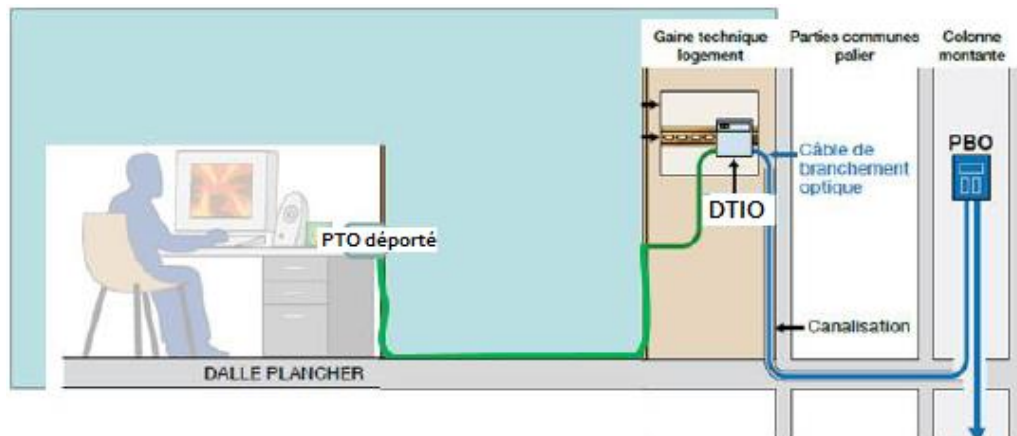 Gaine technique
logement
Parties communes
palier
Colonne
montante
PBO
Câble de
branchement
optique
DTIO
PTO déporté
Canalisation
DALLE PLANCHER